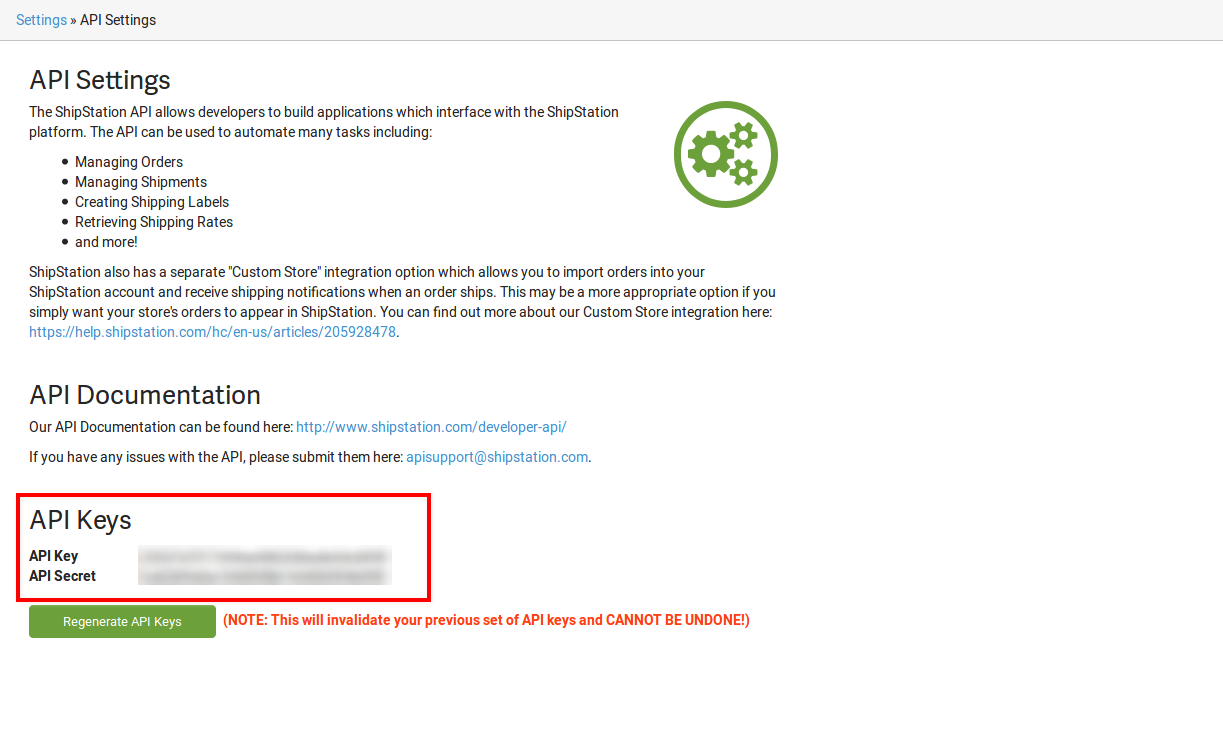 Settings » API Settings
API Settings
The ShipStation API allows developers to build applications which interface with the ShipStation
platform. The API can be used to automate many tasks including:
• Managing Orders
• Managing Shipments
• Creating Shipping Labels
• Retrieving Shipping Rates
• and more!
ShipStation also has a separate "Custom Store" integration option which allows you to import orders into your
ShipStation account and receive shipping notifications when an order ships. This may be a more appropriate option if you
simply want your store's orders to appear in ShipStation. You can find out more about our Custom Store integration here:
https://help.shipstation.com/hc/en-us/articles/205928478.
API Documentation
Our API Documentation can be found here: http://www.shipstation.com/developer-api/
If you have any issues with the API, please submit them here: apisupport@shipstation.com.
API Keys
API Key
API Secret
Regenerate API Keys (NOTE: This will invalidate your previous set of API keys and CANNOT BE UNDONE!)